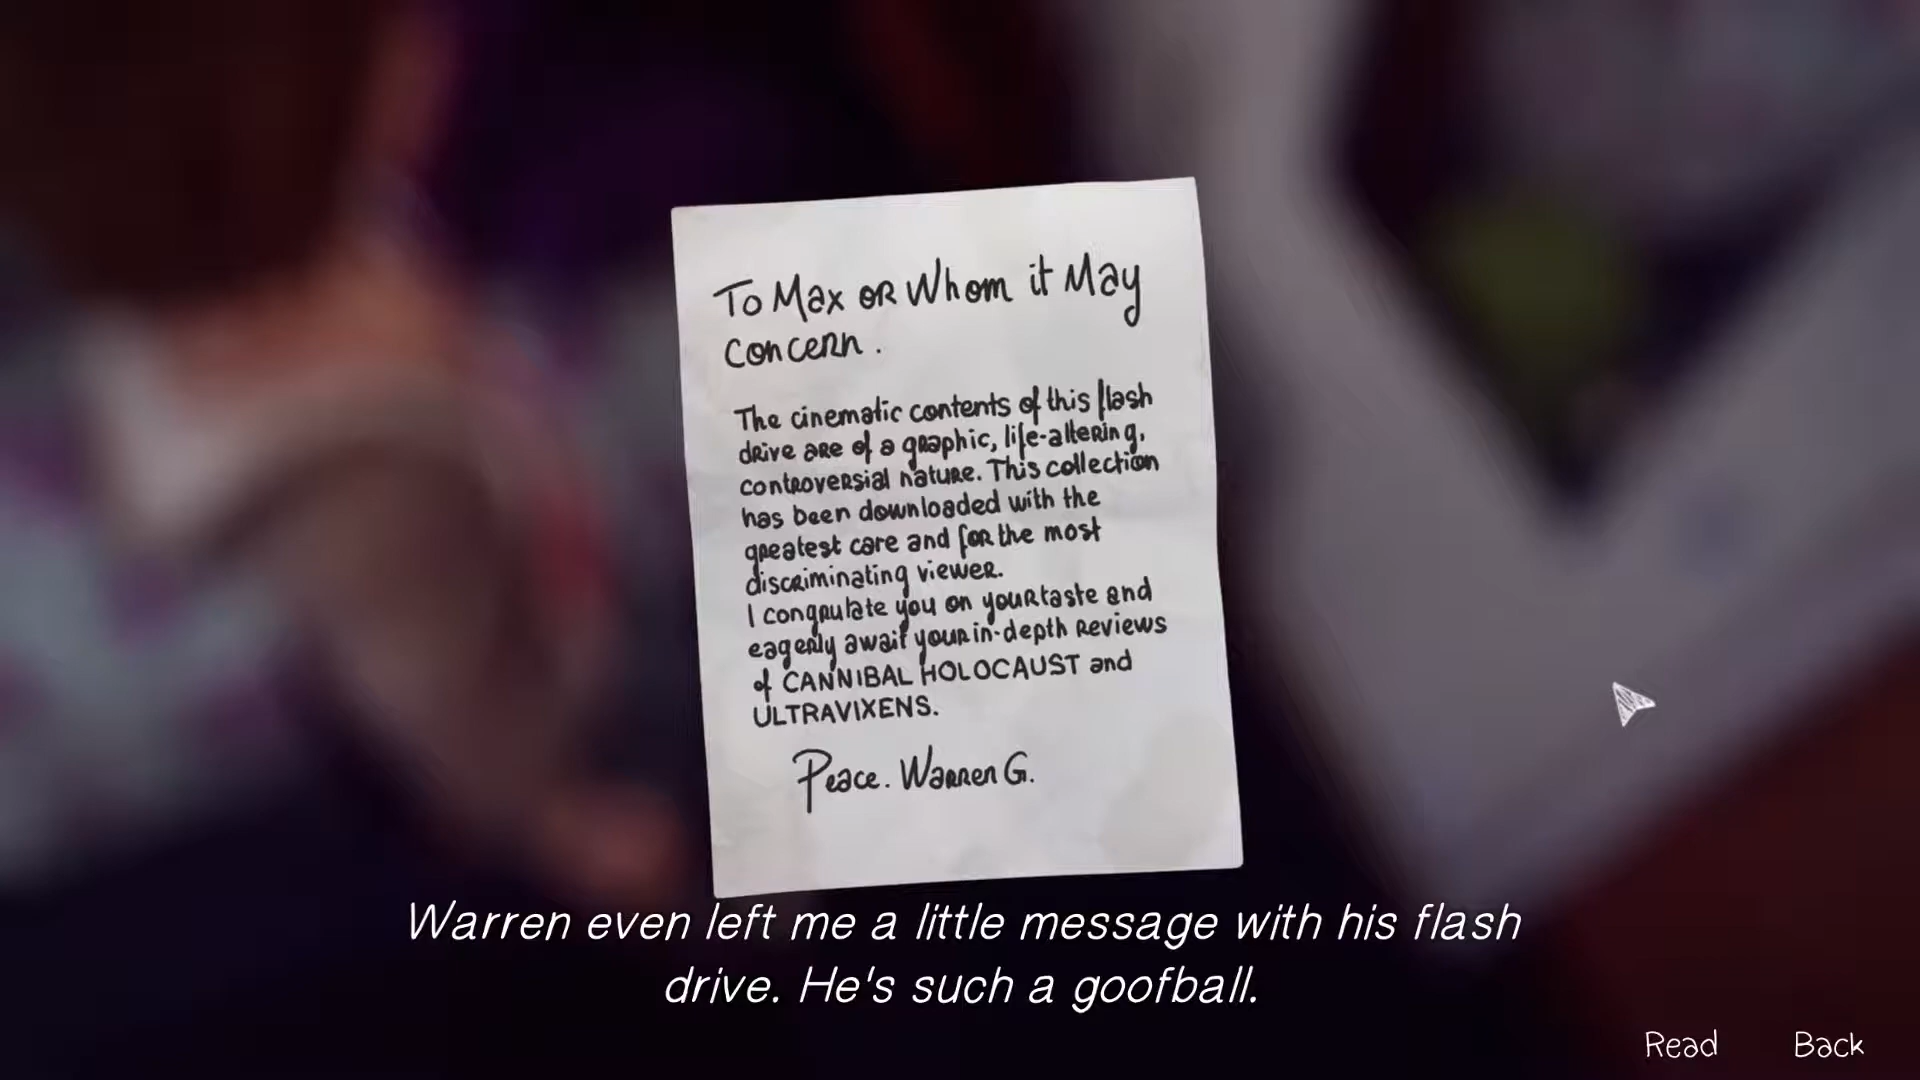 To Max or Whom it May
concern.
The cinematic contents of this flash
drive are of a graphic, life-altering,
controversial nature. This collection
has been downloaded with the
greatest care and for the most
discriminating viewer.
I congrulate you on your taste and
eagerly await your in-depth reviews
of CANNIBAL HOLOCAUST and
ULTRAVIXENS.
Peace. Warren G.
Warren even left me a little message with his flash
drive. He's such a goofball.
Read Back